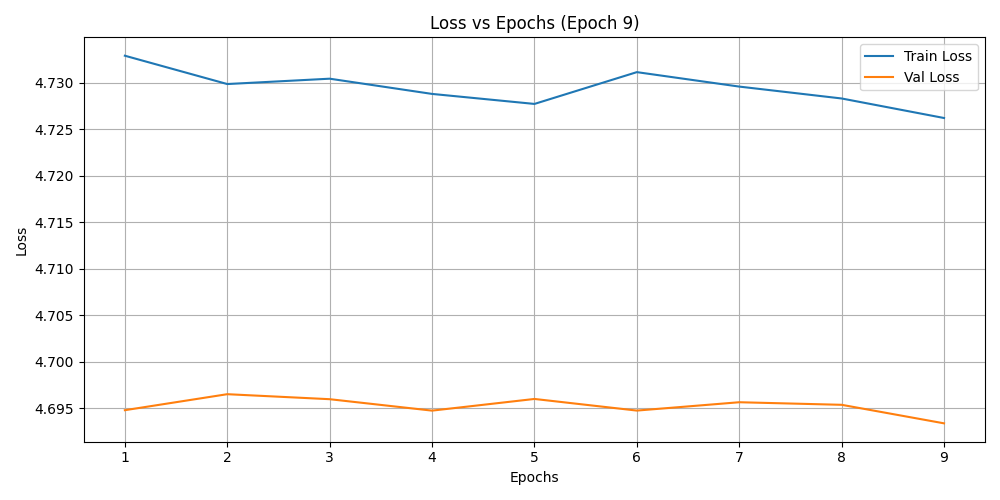 Loss vs Epochs (Epoch 9)
Train Loss
Val Loss
4.730
4.725
4.720
4.715
4.710
4.705
4.700
4.695
Loss
1 2 3 4 5 6 7 8 9
Epochs